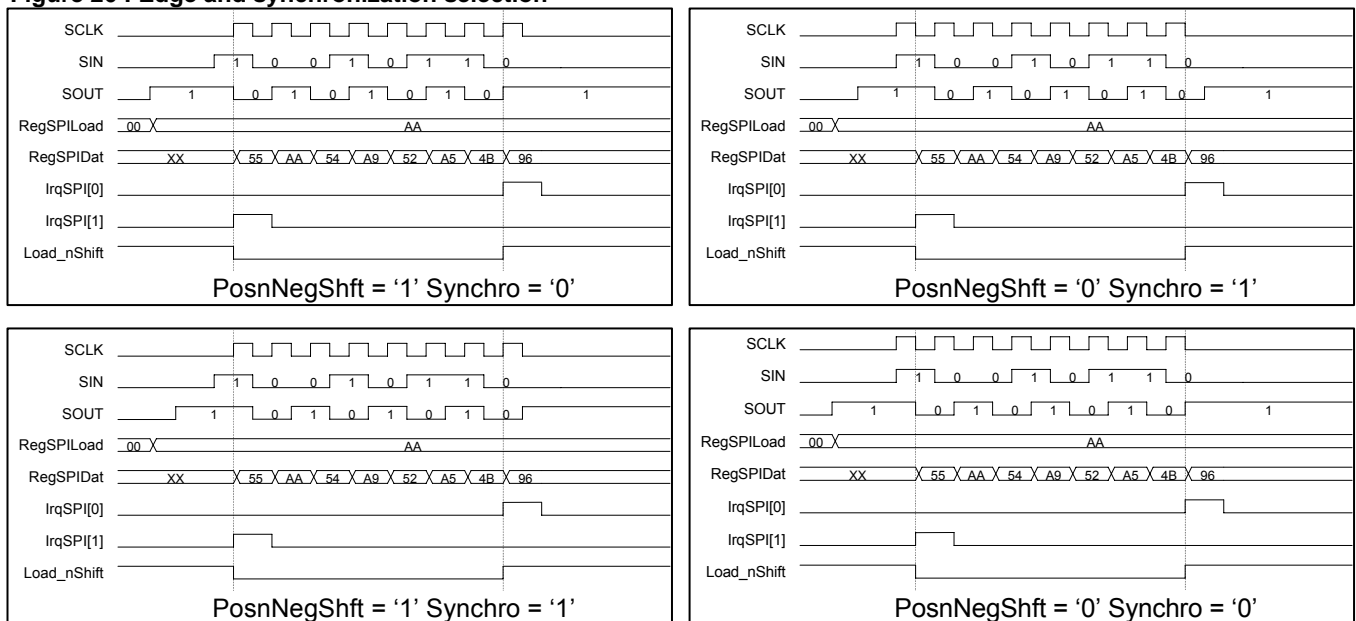 SCLK
SIN 1 0 0 1 0 1 1 0
SOUT 1 0 1 0 1 0 1 0 1
RegSPILoad 00 AA
RegSPIDat XX 55 AA 54 A9 52 A5 4B 96
IrqSPI[0]
IrqSPI[1]
Load_nShift
PosnNegShft = ‘1’ Synchro = ‘0’
SCLK
SIN 1 0 0 1 0 1 1 0
SOUT 1 0 1 0 1 0 1 0 1
RegSPILoad 00 AA
RegSPIDat XX 55 AA 54 A9 52 A5 4B 96
IrqSPI[0]
IrqSPI[1]
Load_nShift
PosnNegShft = ‘0’ Synchro = ‘1’
SCLK
SIN 1 0 0 1 0 1 1 0
SOUT 1 0 1 0 1 0 1 0
RegSPILoad 00 AA
RegSPIDat XX 55 AA 54 A9 52 A5 4B 96
IrqSPI[0]
IrqSPI[1]
Load_nShift
PosnNegShft = ‘1’ Synchro = ‘1’
SCLK
SIN 1 0 0 1 0 1 1 0
SOUT 1 0 1 0 1 0 1 0 1
RegSPILoad 00 AA
RegSPIDat XX 55 AA 54 A9 52 A5 4B 96
IrqSPI[0]
IrqSPI[1]
Load_nShift
PosnNegShft = ‘0’ Synchro = ‘0’